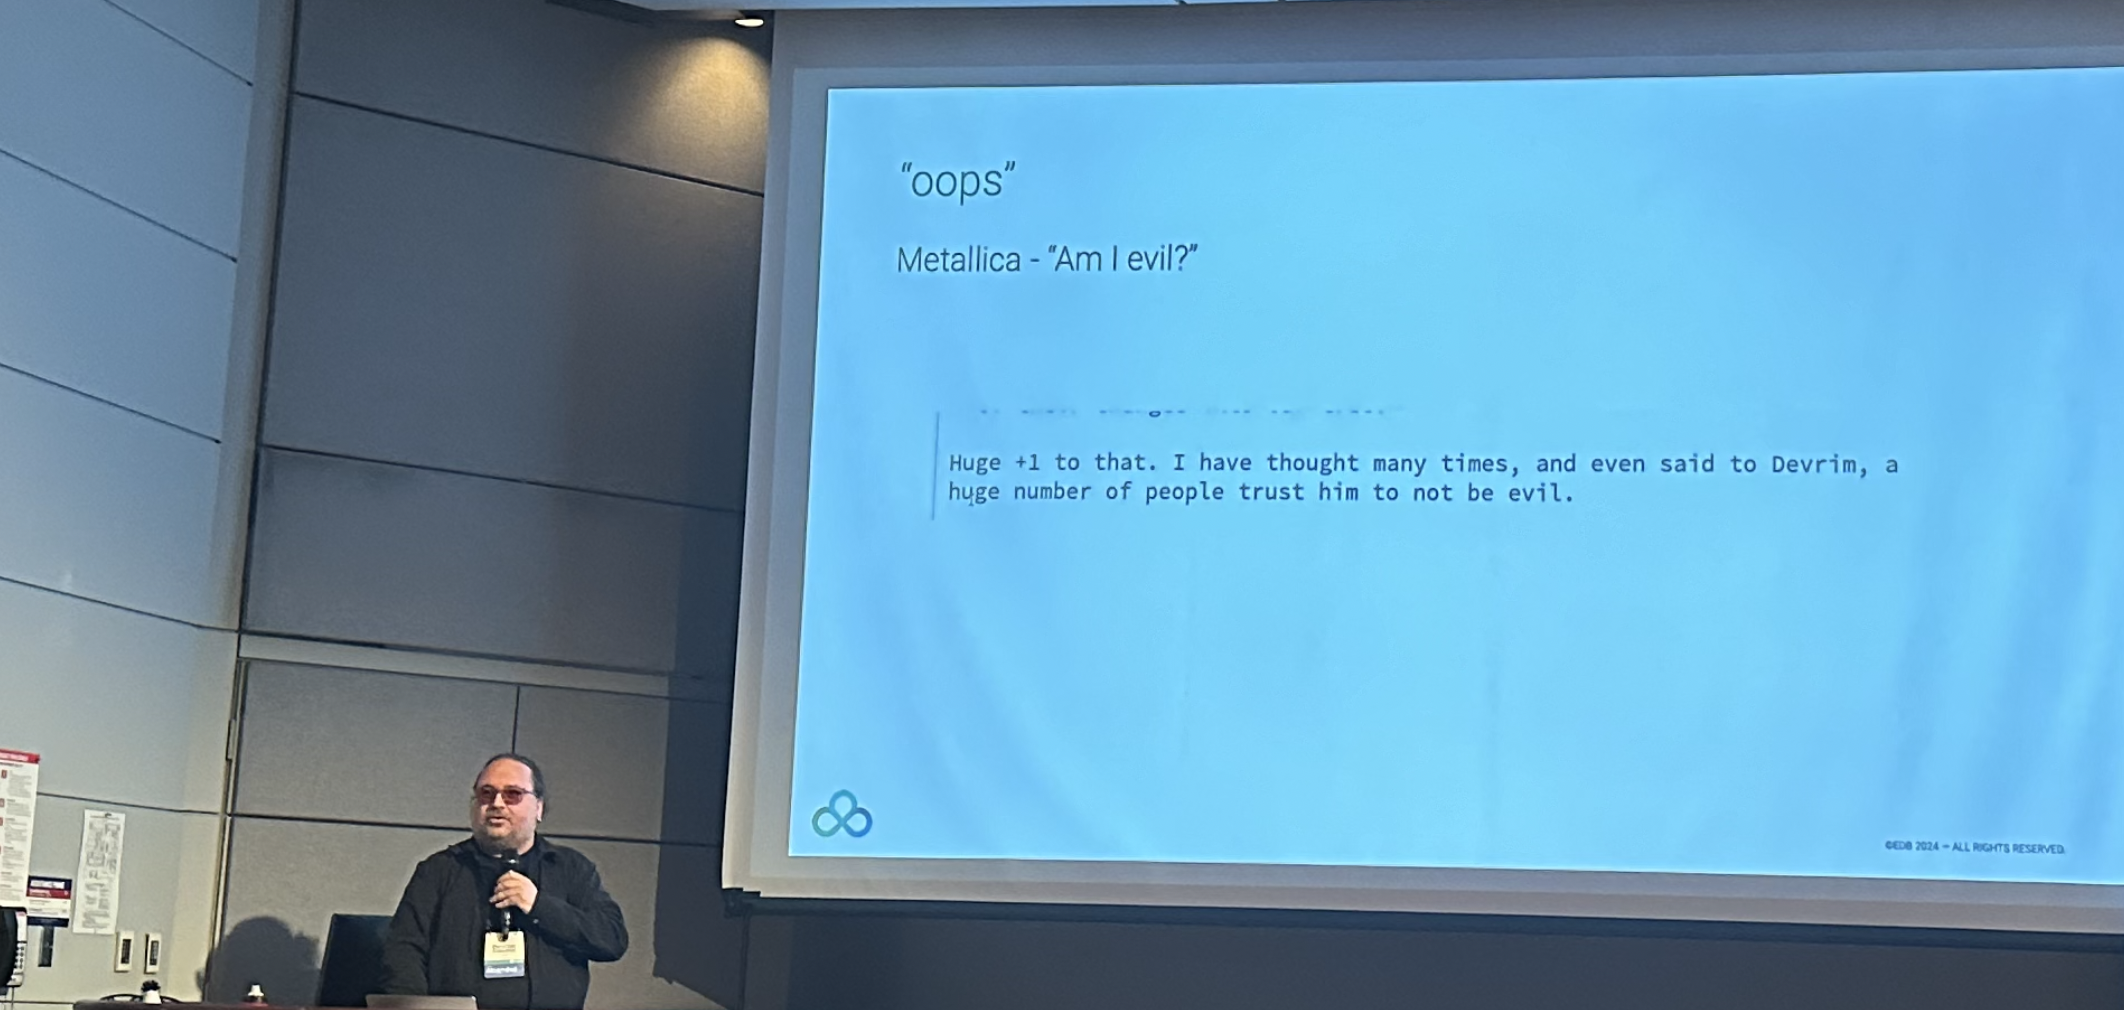 “oops”
Metallica - “Am I evil?”
Huge +1 to that. I have thought many times, and even said to Devrim, a
huge number of people trust him to not be evil.
©EDB 2024 — ALL RIGHTS RESERVED.